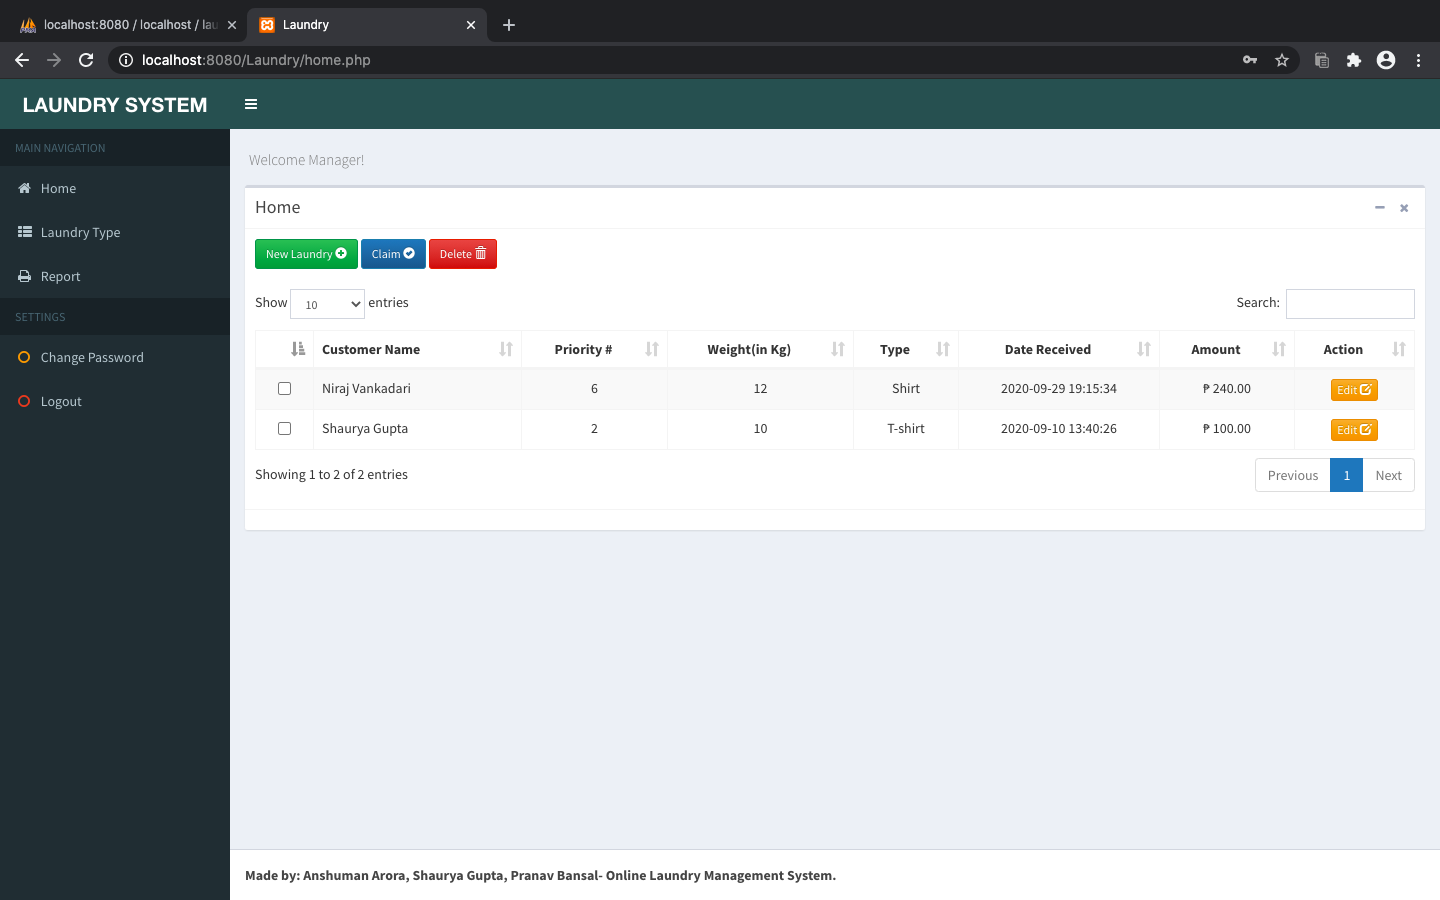 localhost:8080 / localhost / lau
Laundry
localhost:8080/Laundry/home.php
LAUNDRY SYSTEM
MAIN NAVIGATION
Home
Laundry Type
Report
SETTINGS
Change Password
Logout
Welcome Manager!
Home
New Laundry Claim Delete
Show 10 entries Search:
Customer Name Priority # Weight(in Kg) Type Date Received Amount Action
Niraj Vankadari 6 12 Shirt 2020-09-29 19:15:34 ₱ 240.00 Edit
Shaurya Gupta 2 10 T-shirt 2020-09-10 13:40:26 ₱ 100.00 Edit
Showing 1 to 2 of 2 entries Previous 1 Next
Made by: Anshuman Arora, Shaurya Gupta, Pranav Bansal- Online Laundry Management System.